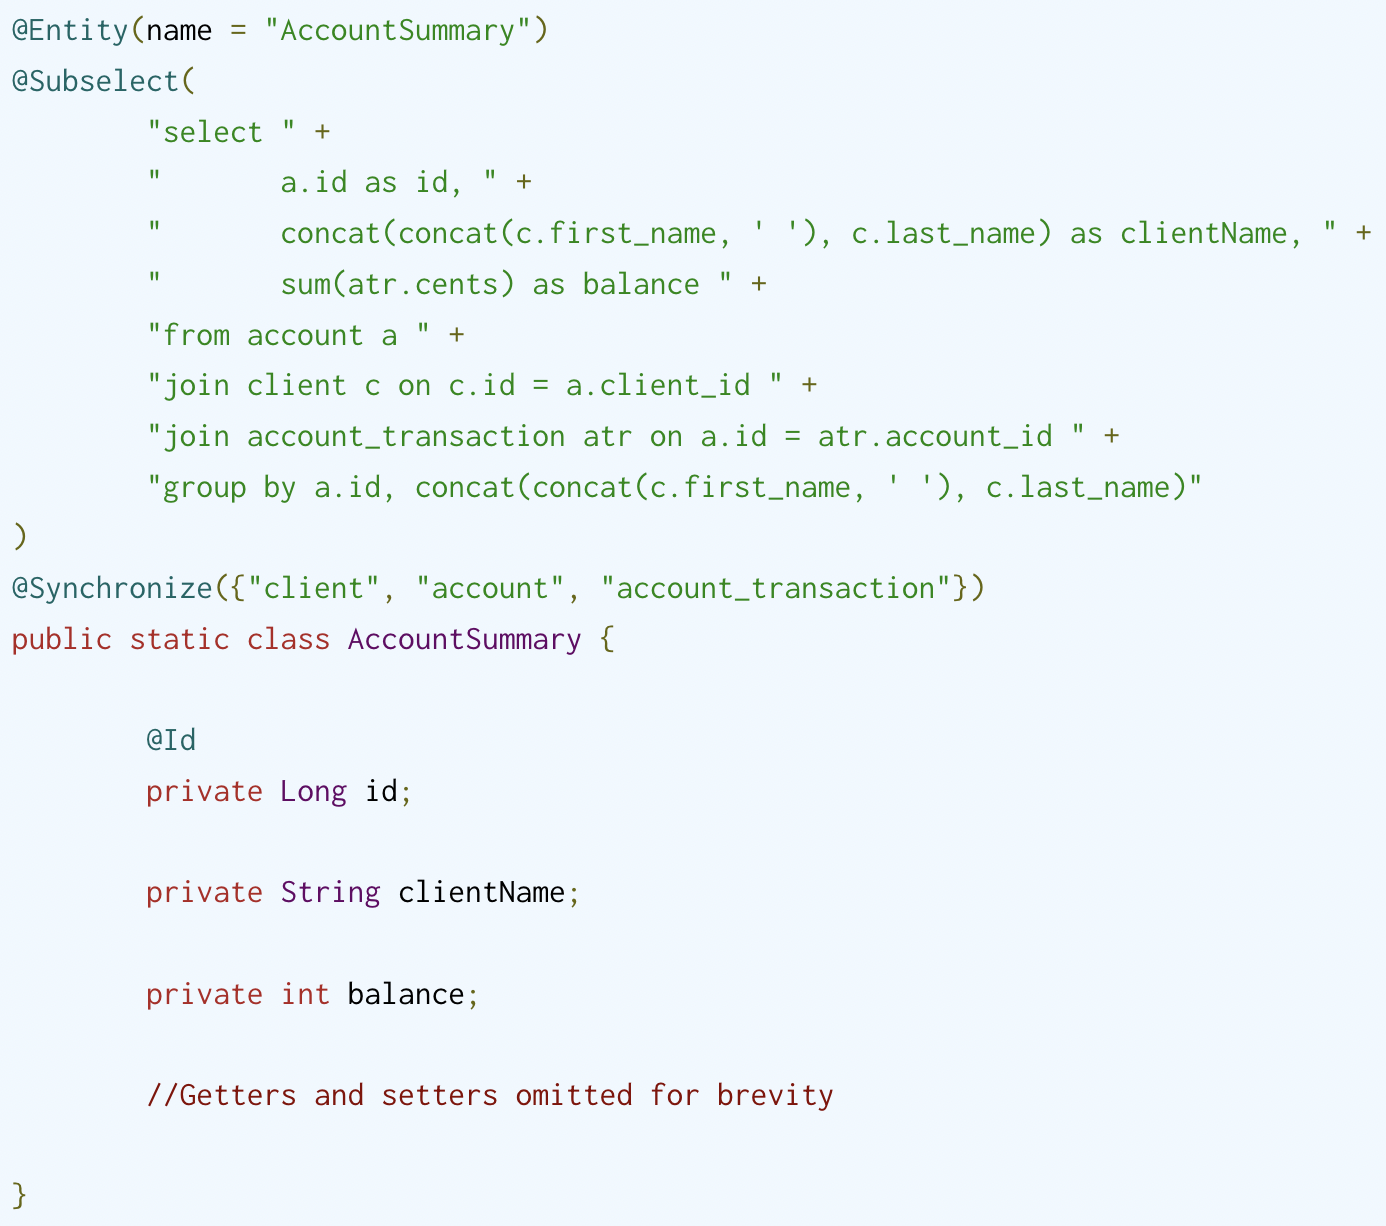 @Entity(name = "AccountSummary")
@Subselect(
        "select " +
        "       a.id as id, " +
        "       concat(concat(c.first_name, ' '), c.last_name) as clientName, " +
        "       sum(atr.cents) as balance " +
        "from account a " +
        "join client c on c.id = a.client_id " +
        "join account_transaction atr on a.id = atr.account_id " +
        "group by a.id, concat(concat(c.first_name, ' '), c.last_name)"
)
@Synchronize({"client", "account", "account_transaction"})
public static class AccountSummary {
        @Id
        private Long id;
        private String clientName;
        private int balance;
        //Getters and setters omitted for brevity
}